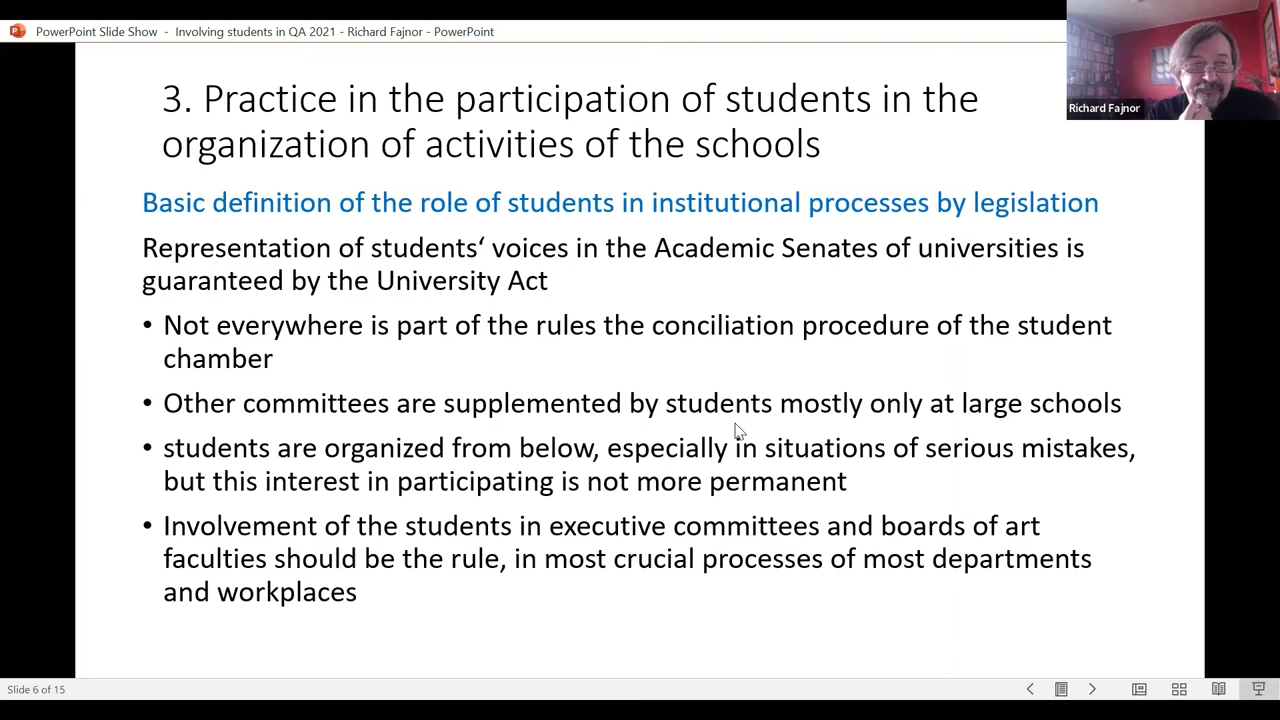 PowerPoint Slide Show - Involving students in QA 2021 - Richard Fajnor - PowerPoint
Richard Fajnor
3. Practice in the participation of students in the
organization of activities of the schools
Basic definition of the role of students in institutional processes by legislation
Representation of students‘ voices in the Academic Senates of universities is
guaranteed by the University Act
• Not everywhere is part of the rules the conciliation procedure of the student
chamber
• Other committees are supplemented by students mostly only at large schools
• students are organized from below, especially in situations of serious mistakes,
but this interest in participating is not more permanent
• Involvement of the students in executive committees and boards of art
faculties should be the rule, in most crucial processes of most departments
and workplaces
Slide 6 of 15